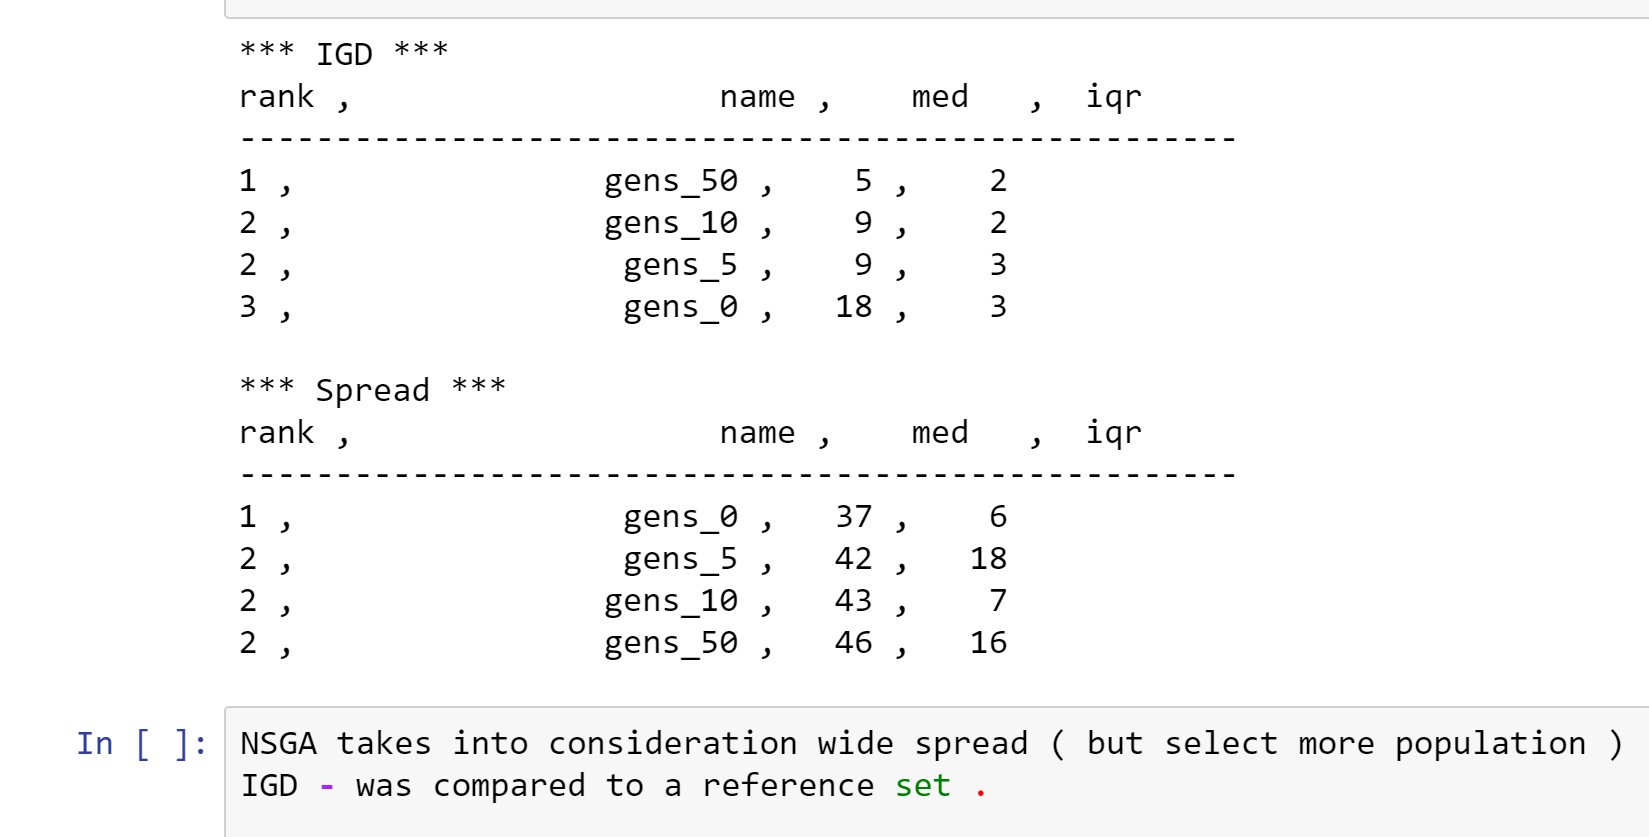 *** IGD ***
rank ,                    name ,    med   ,  iqr
----------------------------------------------------
1 ,                gens_50 ,    5 ,    2
2 ,                gens_10 ,    9 ,    2
2 ,                 gens_5 ,    9 ,    3
3 ,                 gens_0 ,   18 ,    3
*** Spread ***
rank ,                    name ,    med   ,  iqr
----------------------------------------------------
1 ,                 gens_0 ,   37 ,    6
2 ,                 gens_5 ,   42 ,   18
2 ,                gens_10 ,   43 ,    7
2 ,                gens_50 ,   46 ,   16
In [ ]: NSGA takes into consideration wide spread ( but select more population )
IGD - was compared to a reference set .